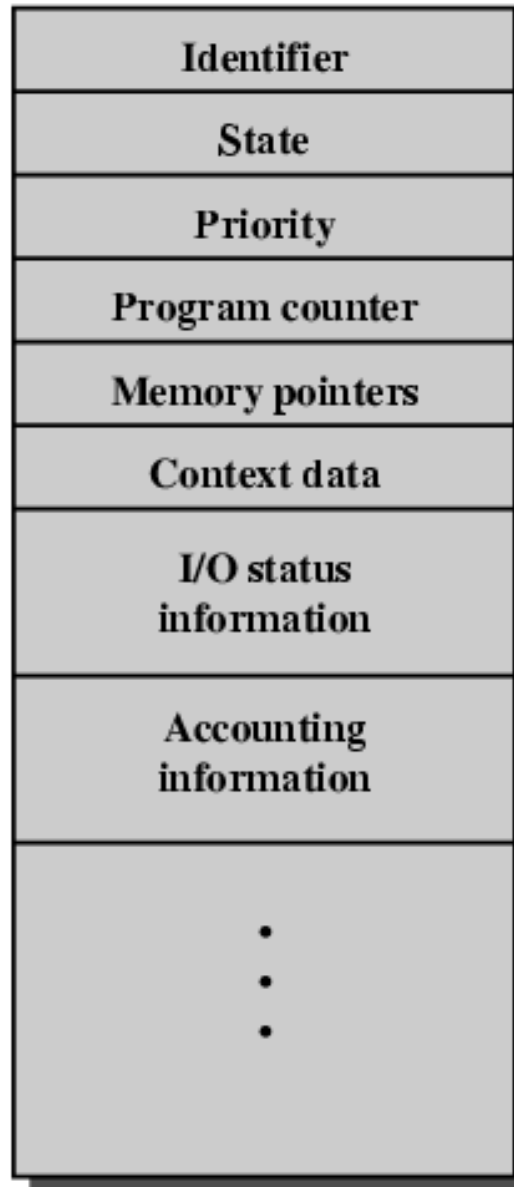 Identifier
State
Priority
Program counter
Memory pointers
Context data
I/O status
information
Accounting
information